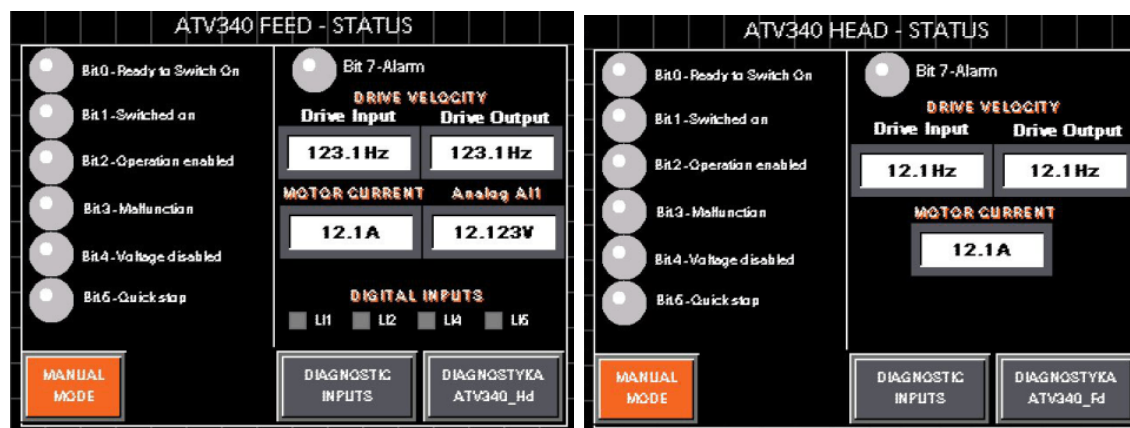 ATV340 FEED - STATUS
Bit0-Ready to Switch On
Bit1-Switched on
Bit2-Operation enabled
Bit3-Malfunction
Bit4-Voltage disabled
Bit6-Quick stop
Bit 7-Alarm
DRIVE VELOCITY
Drive Input Drive Output
123.1Hz 123.1Hz
MOTOR CURRENT Analog AI1
12.1A 12.123V
DIGITAL INPUTS
LI1 LI2 LI4 LI5
MANUAL
MODE
DIAGNOSTIC
INPUTS
DIAGNOSTYKA
ATV340_Hd
ATV340 HEAD - STATUS
Bit0-Ready to Switch On
Bit1-Switched on
Bit2-Operation enabled
Bit3-Malfunction
Bit4-Voltage disabled
Bit6-Quick stop
Bit 7-Alarm
DRIVE VELOCITY
Drive Input Drive Output
12.1Hz 12.1Hz
MOTOR CURRENT
12.1A
MANUAL
MODE
DIAGNOSTIC
INPUTS
DIAGNOSTYKA
ATV340_Fd